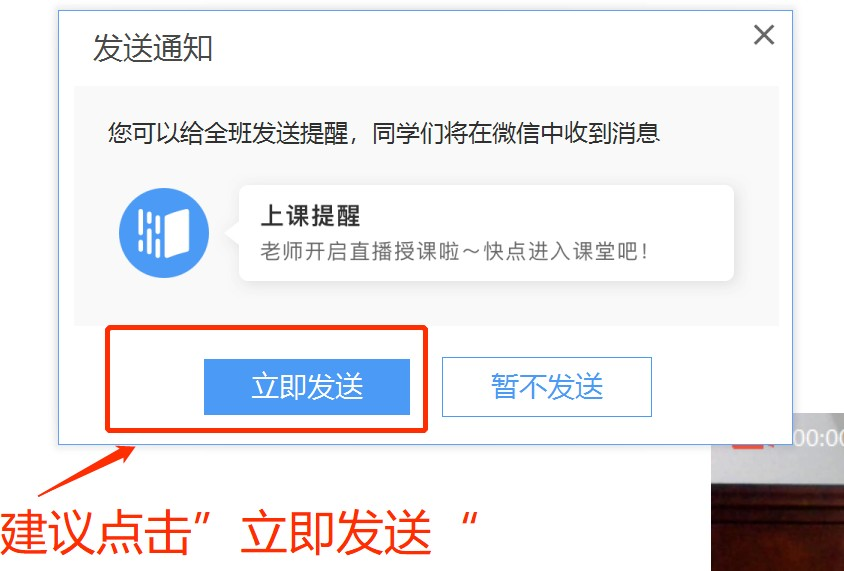 发送通知
您可以给全班发送提醒，同学们将在微信中收到消息
上课提醒
老师开启直播授课啦～快点进入课堂吧！
立即发送
暂不发送
00:00
建议点击”立即发送“